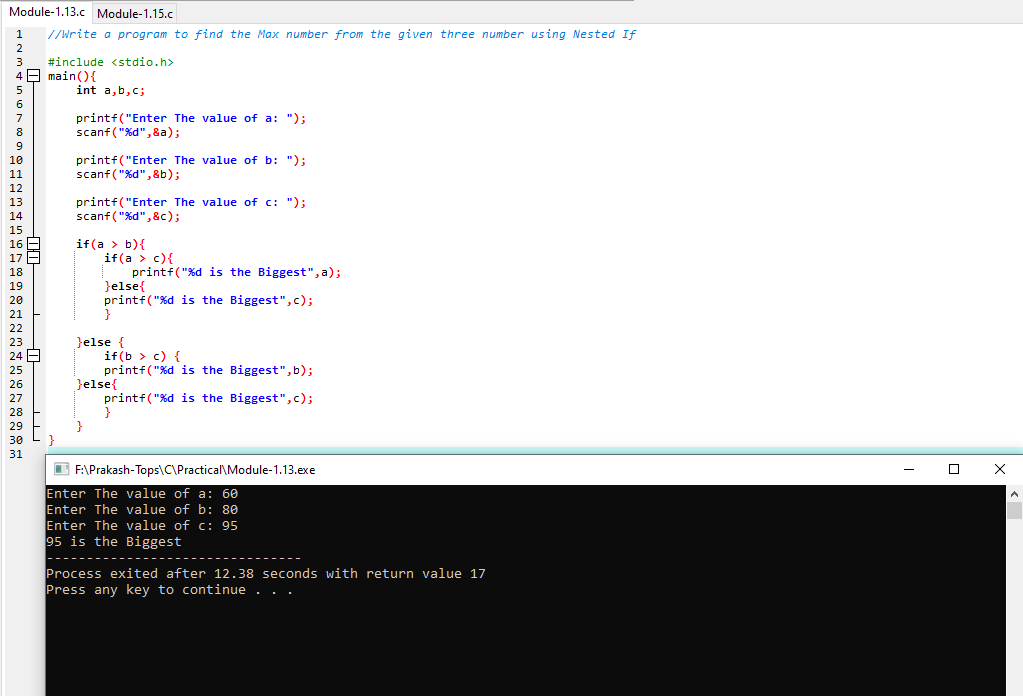 Module-1.13.c Module-1.15.c
1 //Write a program to find the Max number from the given three number using Nested If
2
3 #include <stdio.h>
4 main(){
5 int a,b,c;
6
7 printf("Enter The value of a: ");
8 scanf("%d",&a);
9
10 printf("Enter The value of b: ");
11 scanf("%d",&b);
12
13 printf("Enter The value of c: ");
14 scanf("%d",&c);
15
16 if(a > b){
17 if(a > c){
18 printf("%d is the Biggest",a);
19 }else{
20 printf("%d is the Biggest",c);
21 }
22
23 }else {
24 if(b > c) {
25 printf("%d is the Biggest",b);
26 }else{
27 printf("%d is the Biggest",c);
28 }
29 }
30 }
31
F:\Prakash-Tops\C\Practical\Module-1.13.exe
Enter The value of a: 60
Enter The value of b: 80
Enter The value of c: 95
95 is the Biggest
--------------------------------
Process exited after 12.38 seconds with return value 17
Press any key to continue . . .